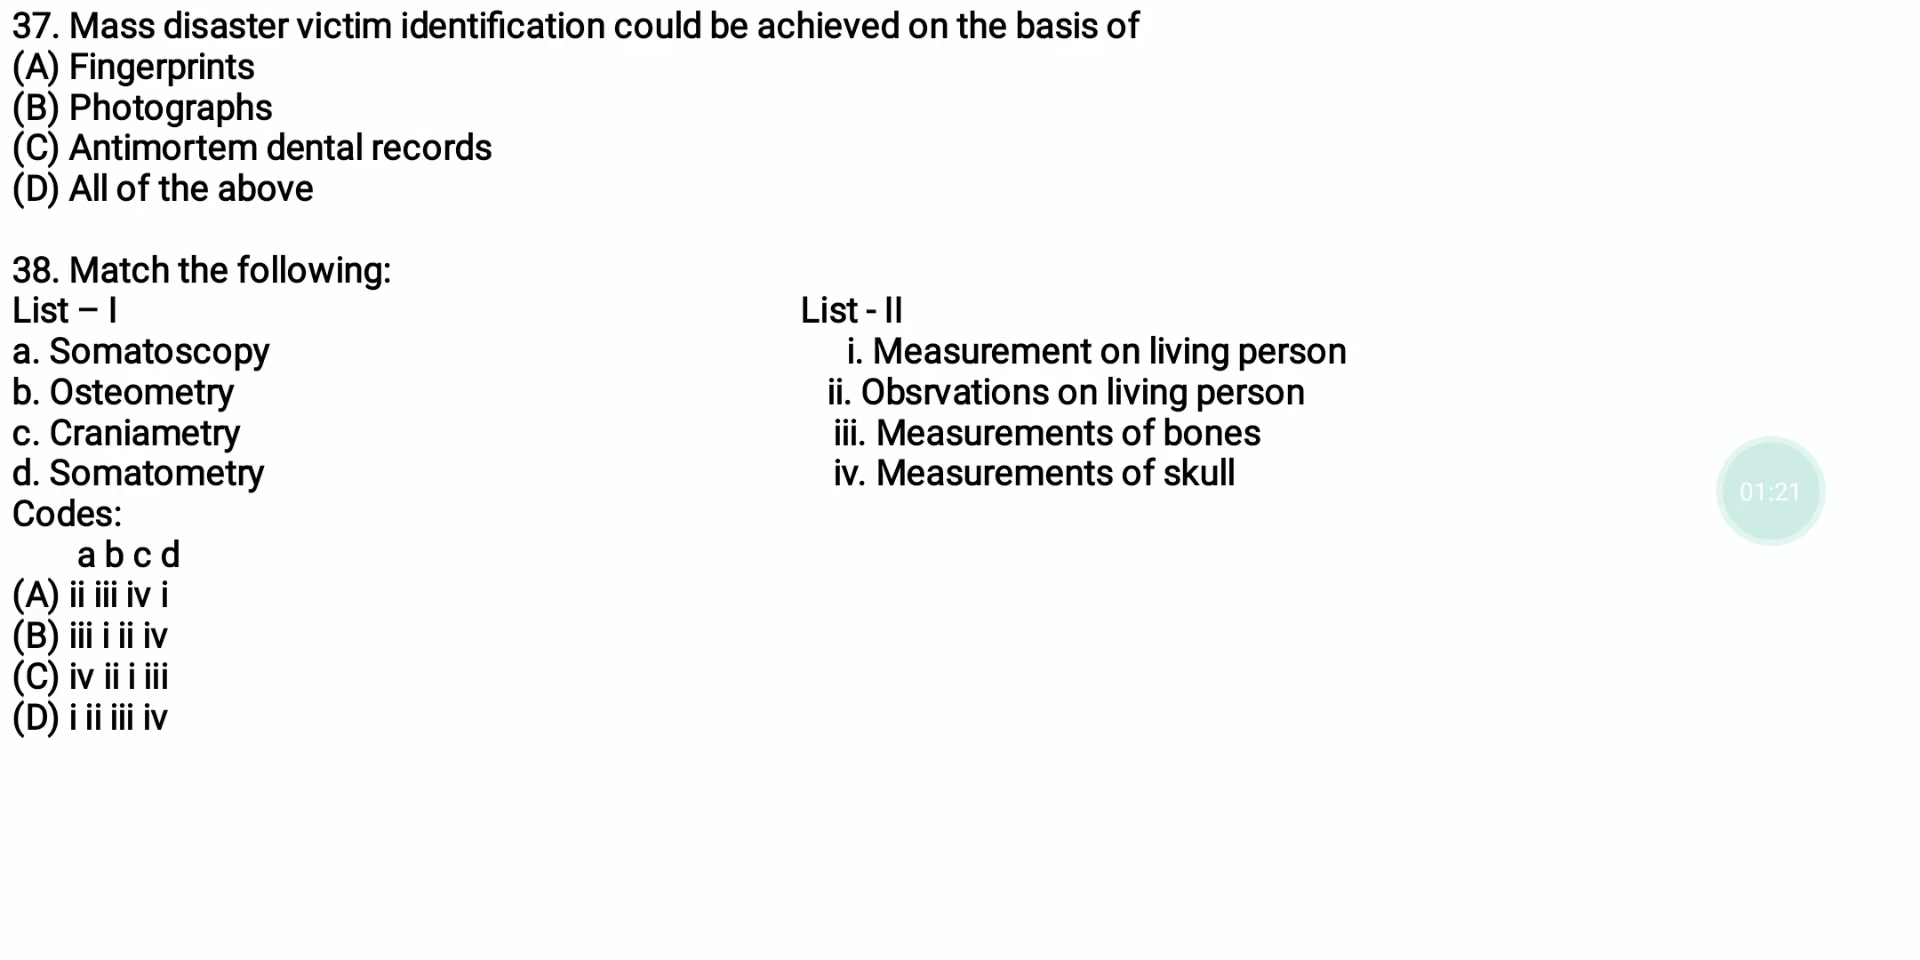 37. Mass disaster victim identification could be achieved on the basis of
(A) Fingerprints
(B) Photographs
(C) Antimortem dental records
(D) All of the above
38. Match the following:
List – I List - II
a. Somatoscopy i. Measurement on living person
b. Osteometry ii. Obsrvations on living person
c. Craniametry iii. Measurements of bones
d. Somatometry iv. Measurements of skull
Codes:
a b c d
(A) ii iii iv i
(B) iii i ii iv
(C) iv ii i iii
(D) i ii iii iv
01:21